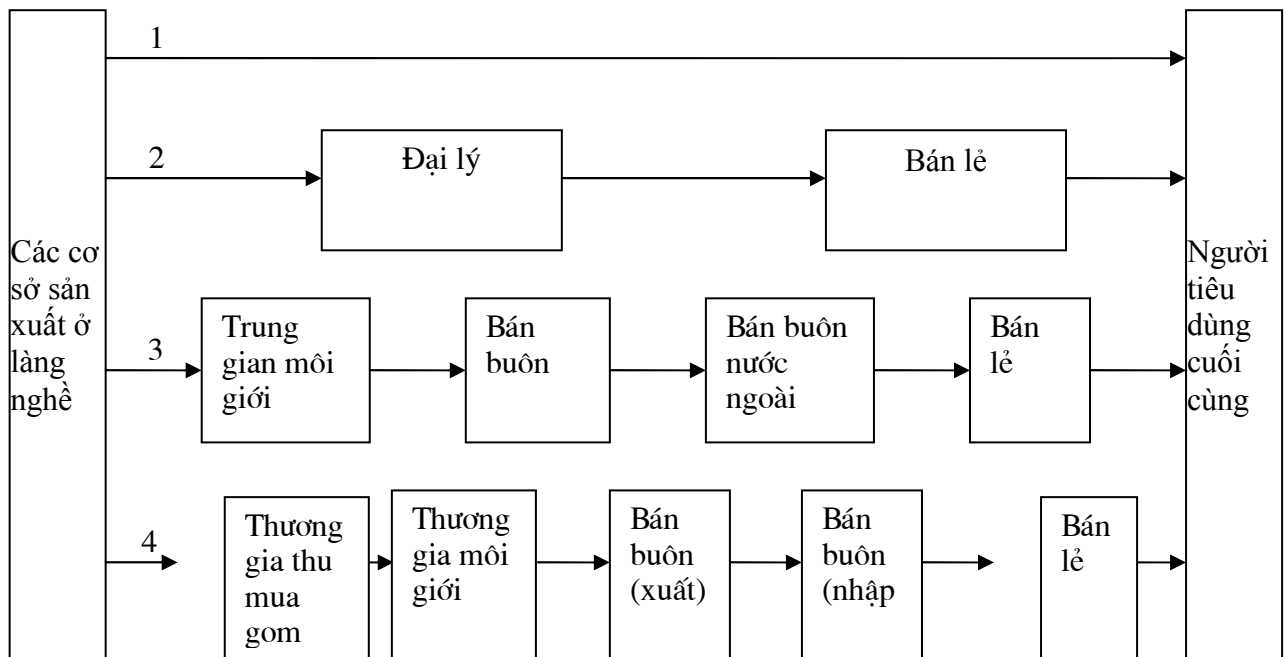 1
2
Đại lý
Bán lẻ
Các cơ
sở sản
xuất ở
làng
nghề
3
Trung
gian môi
giới
Bán
buôn
Bán buôn
nước
ngoài
Bán
lẻ
4
Thương
gia thu
mua
gom
Thương
gia môi
giới
Bán
buôn
(xuất)
Bán
buôn
(nhập
Bán
lẻ
Người
tiêu
dùng
cuối
cùng